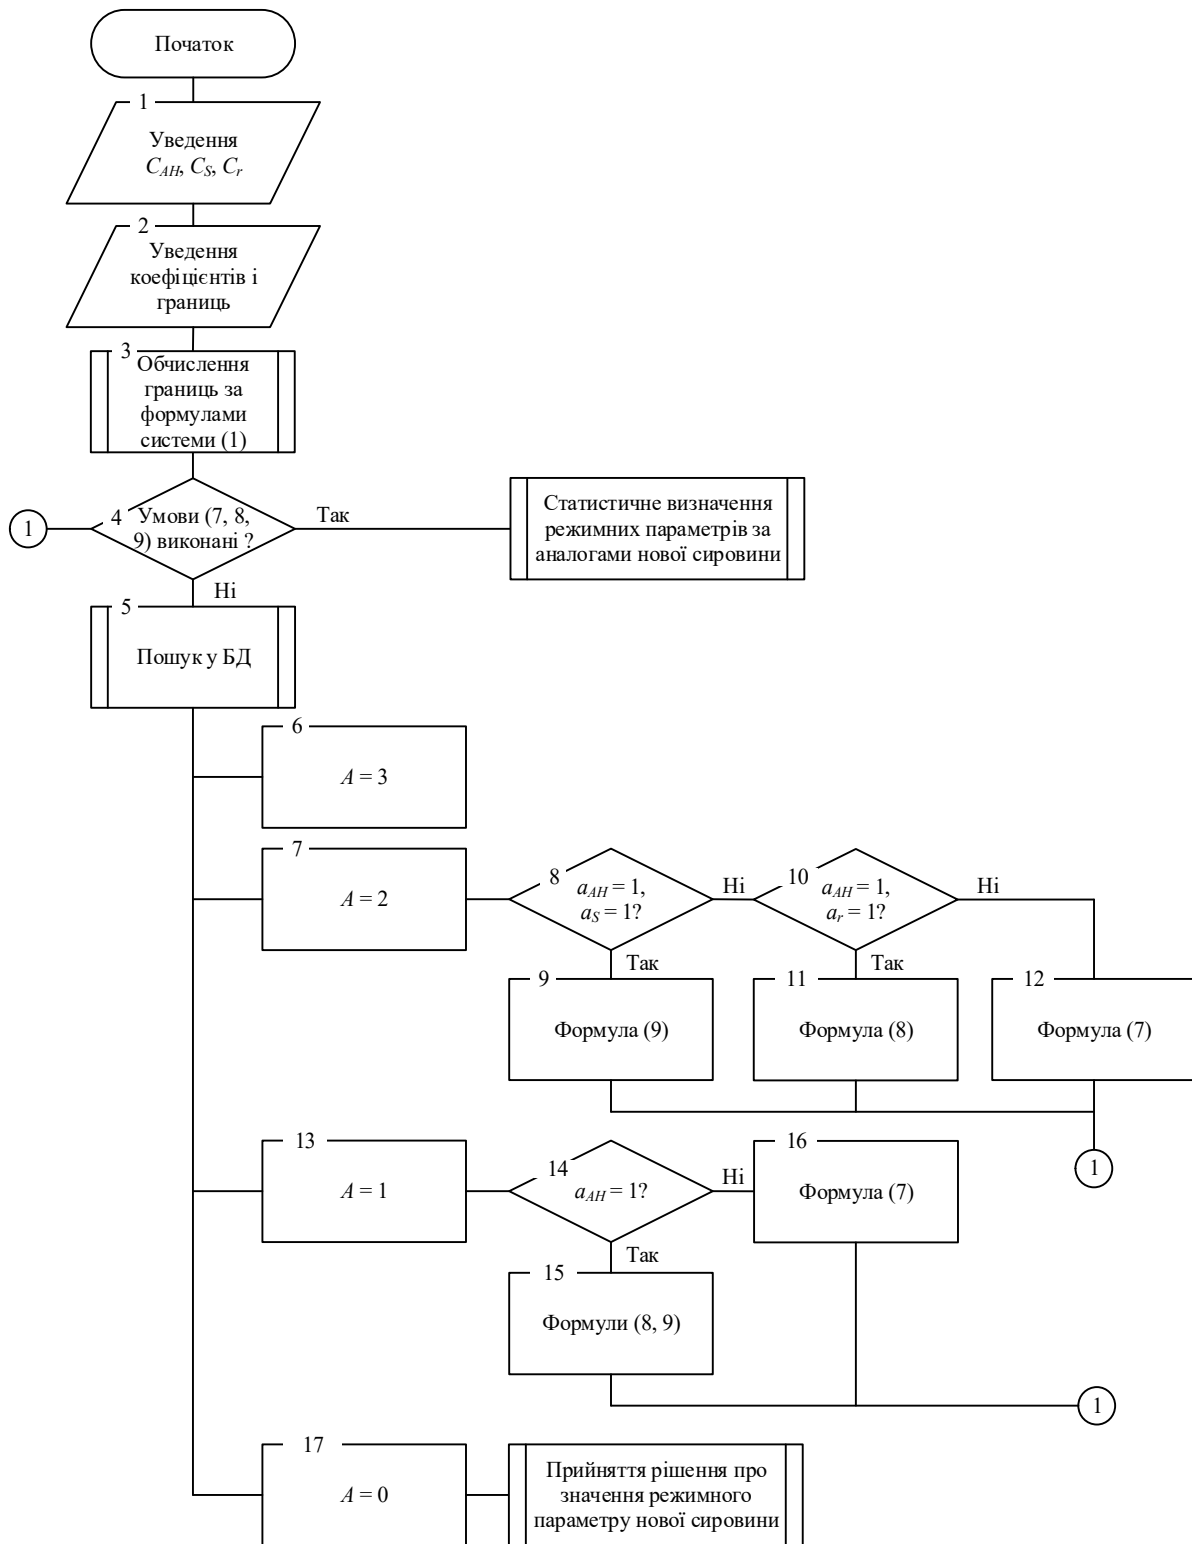 Початок
1
Уведення
C_AH, C_S, C_r
2
Уведення
коефіцієнтів і
границь
3
Обчислення
границь за
формулами
системи (1)
1
4
Умови (7, 8,
9) виконані ?
Так
Статистичне визначення
режимних параметрів за
аналогами нової сировини
Ні
5
Пошук у БД
6
A = 3
7
A = 2
8
a_AH = 1,
a_S = 1?
Ні
10
a_AH = 1,
a_r = 1?
Ні
Так
Так
9
Формула (9)
11
Формула (8)
12
Формула (7)
1
13
A = 1
14
a_AH = 1?
Ні
16
Формула (7)
Так
15
Формули (8, 9)
1
17
A = 0
Прийняття рішення про
значення режимного
параметру нової сировини